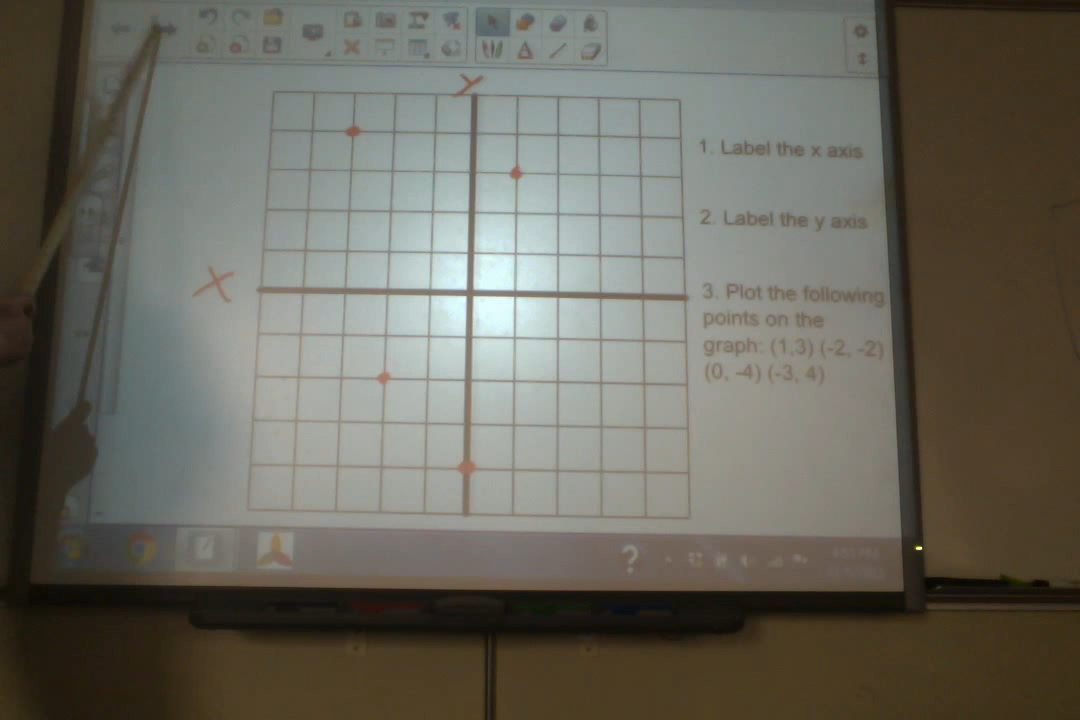 y
X
1. Label the x axis
2. Label the y axis
3. Plot the following
points on the
graph: (1,3) (-2, -2)
(0, -4) (-3, 4)
?